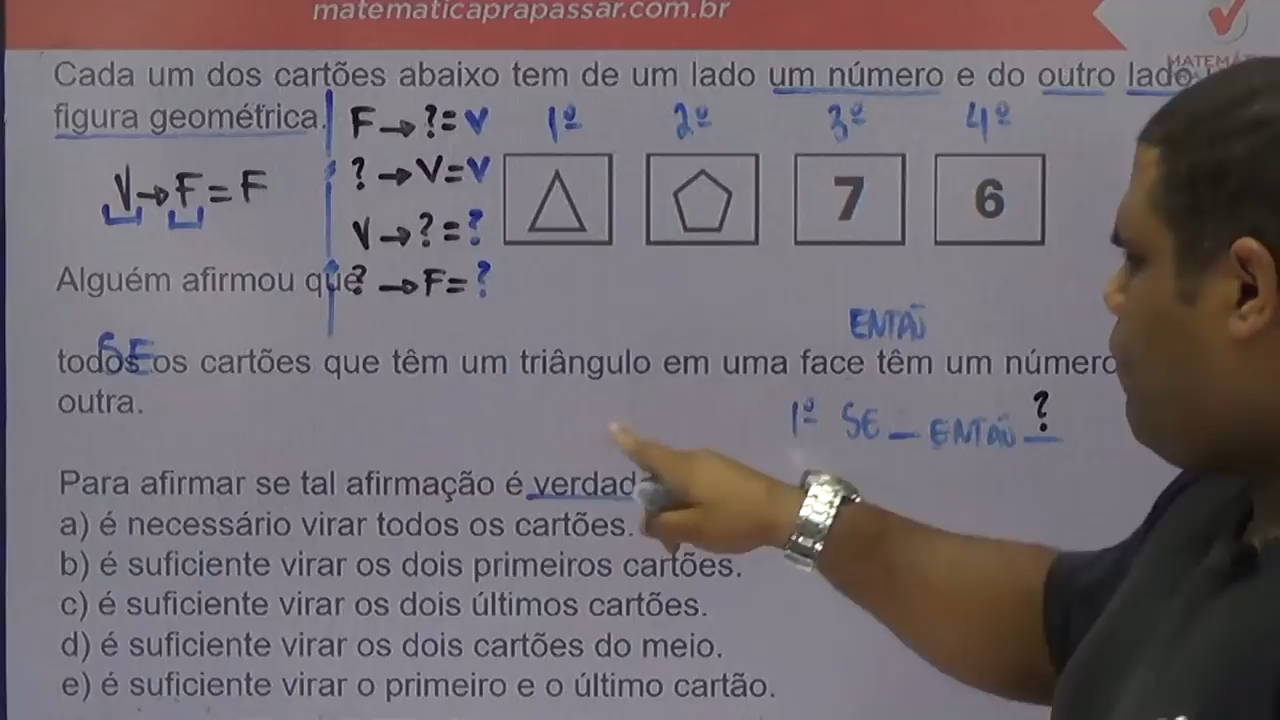 matematicaprapassar.com.br
MATEMÁ
Cada um dos cartões abaixo tem de um lado um número e do outro lado
figura geométrica.
F → ? = V
1º 2º 3º 4º
? → V = V
V → F = F
7 6
V → ? = ?
Alguém afirmou que
? → F = ?
ENTÃO
SE
todos os cartões que têm um triângulo em uma face têm um número
outra.
?
1º SE _ ENTÃO _
Para afirmar se tal afirmação é verdad
a) é necessário virar todos os cartões.
b) é suficiente virar os dois primeiros cartões.
c) é suficiente virar os dois últimos cartões.
d) é suficiente virar os dois cartões do meio.
e) é suficiente virar o primeiro e o último cartão.